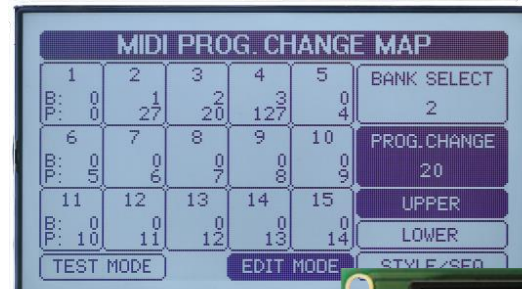 MIDI PROG. CHANGE MAP
1 2 3 4 5 BANK SELECT
B: 0 1 2 3 0 2
P: 0 27 20 127 4
6 7 8 9 10 PROG.CHANGE
B: 0 0 0 0 0 20
P: 5 6 7 8 9
11 12 13 14 15 UPPER
B: 0 0 0 0 0 LOWER
P: 10 11 12 13 14
TEST MODE EDIT MODE STYLE/SEQ